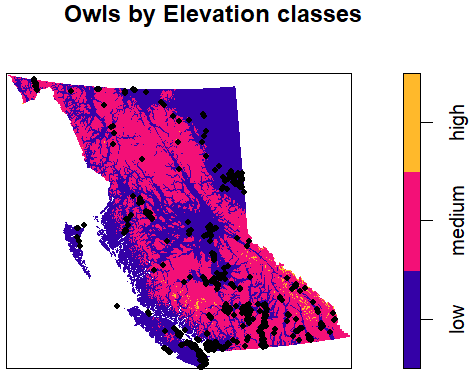 Owls by Elevation classes
high
medium
low